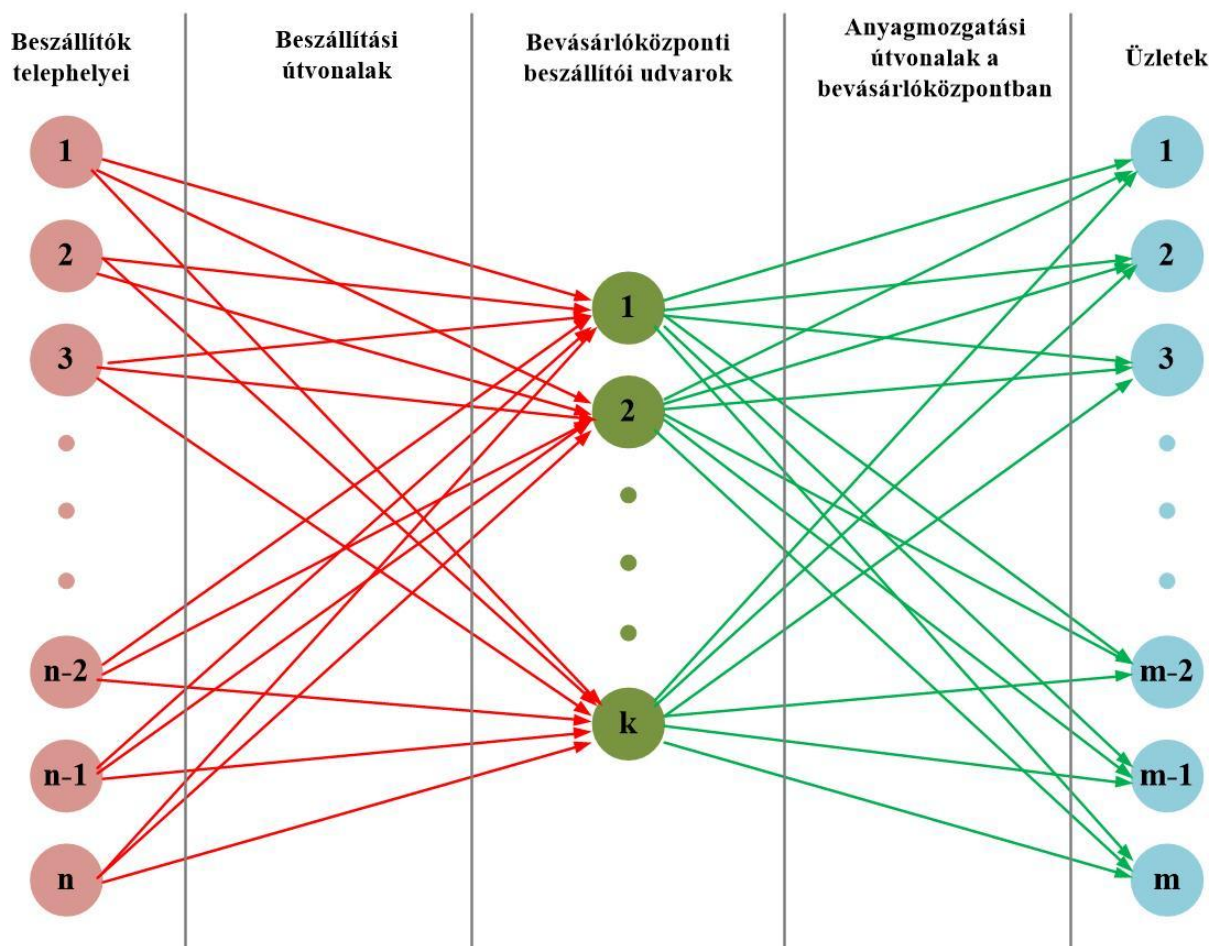 Beszállítók
telephelyei
Beszállítási
útvonalak
Bevásárlóközponti
beszállítói udvarok
Anyagmozgatási
útvonalak a
bevásárlóközpontban
Üzletek
1
2
3
n-2
n-1
n
1
2
k
1
2
3
m-2
m-1
m